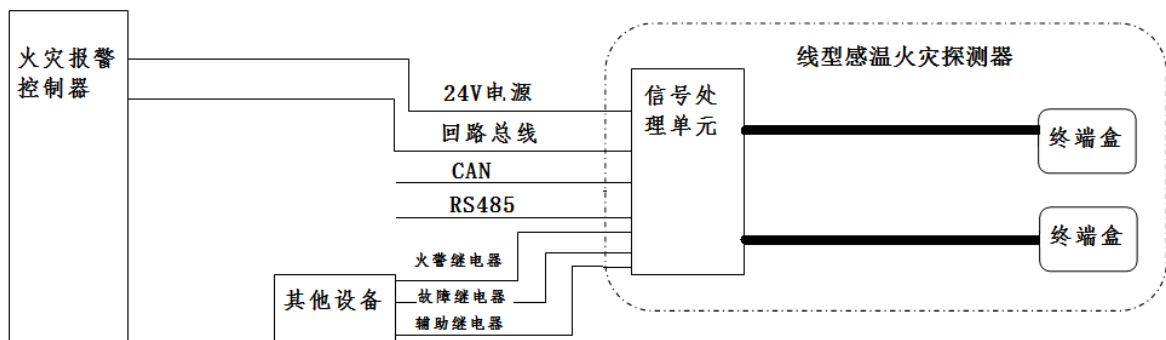 火灾报警
控制器
线型感温火灾探测器
24V电源
信号处
理单元
回路总线
终端盒
CAN
RS485
终端盒
火警继电器
其他设备
故障继电器
辅助继电器